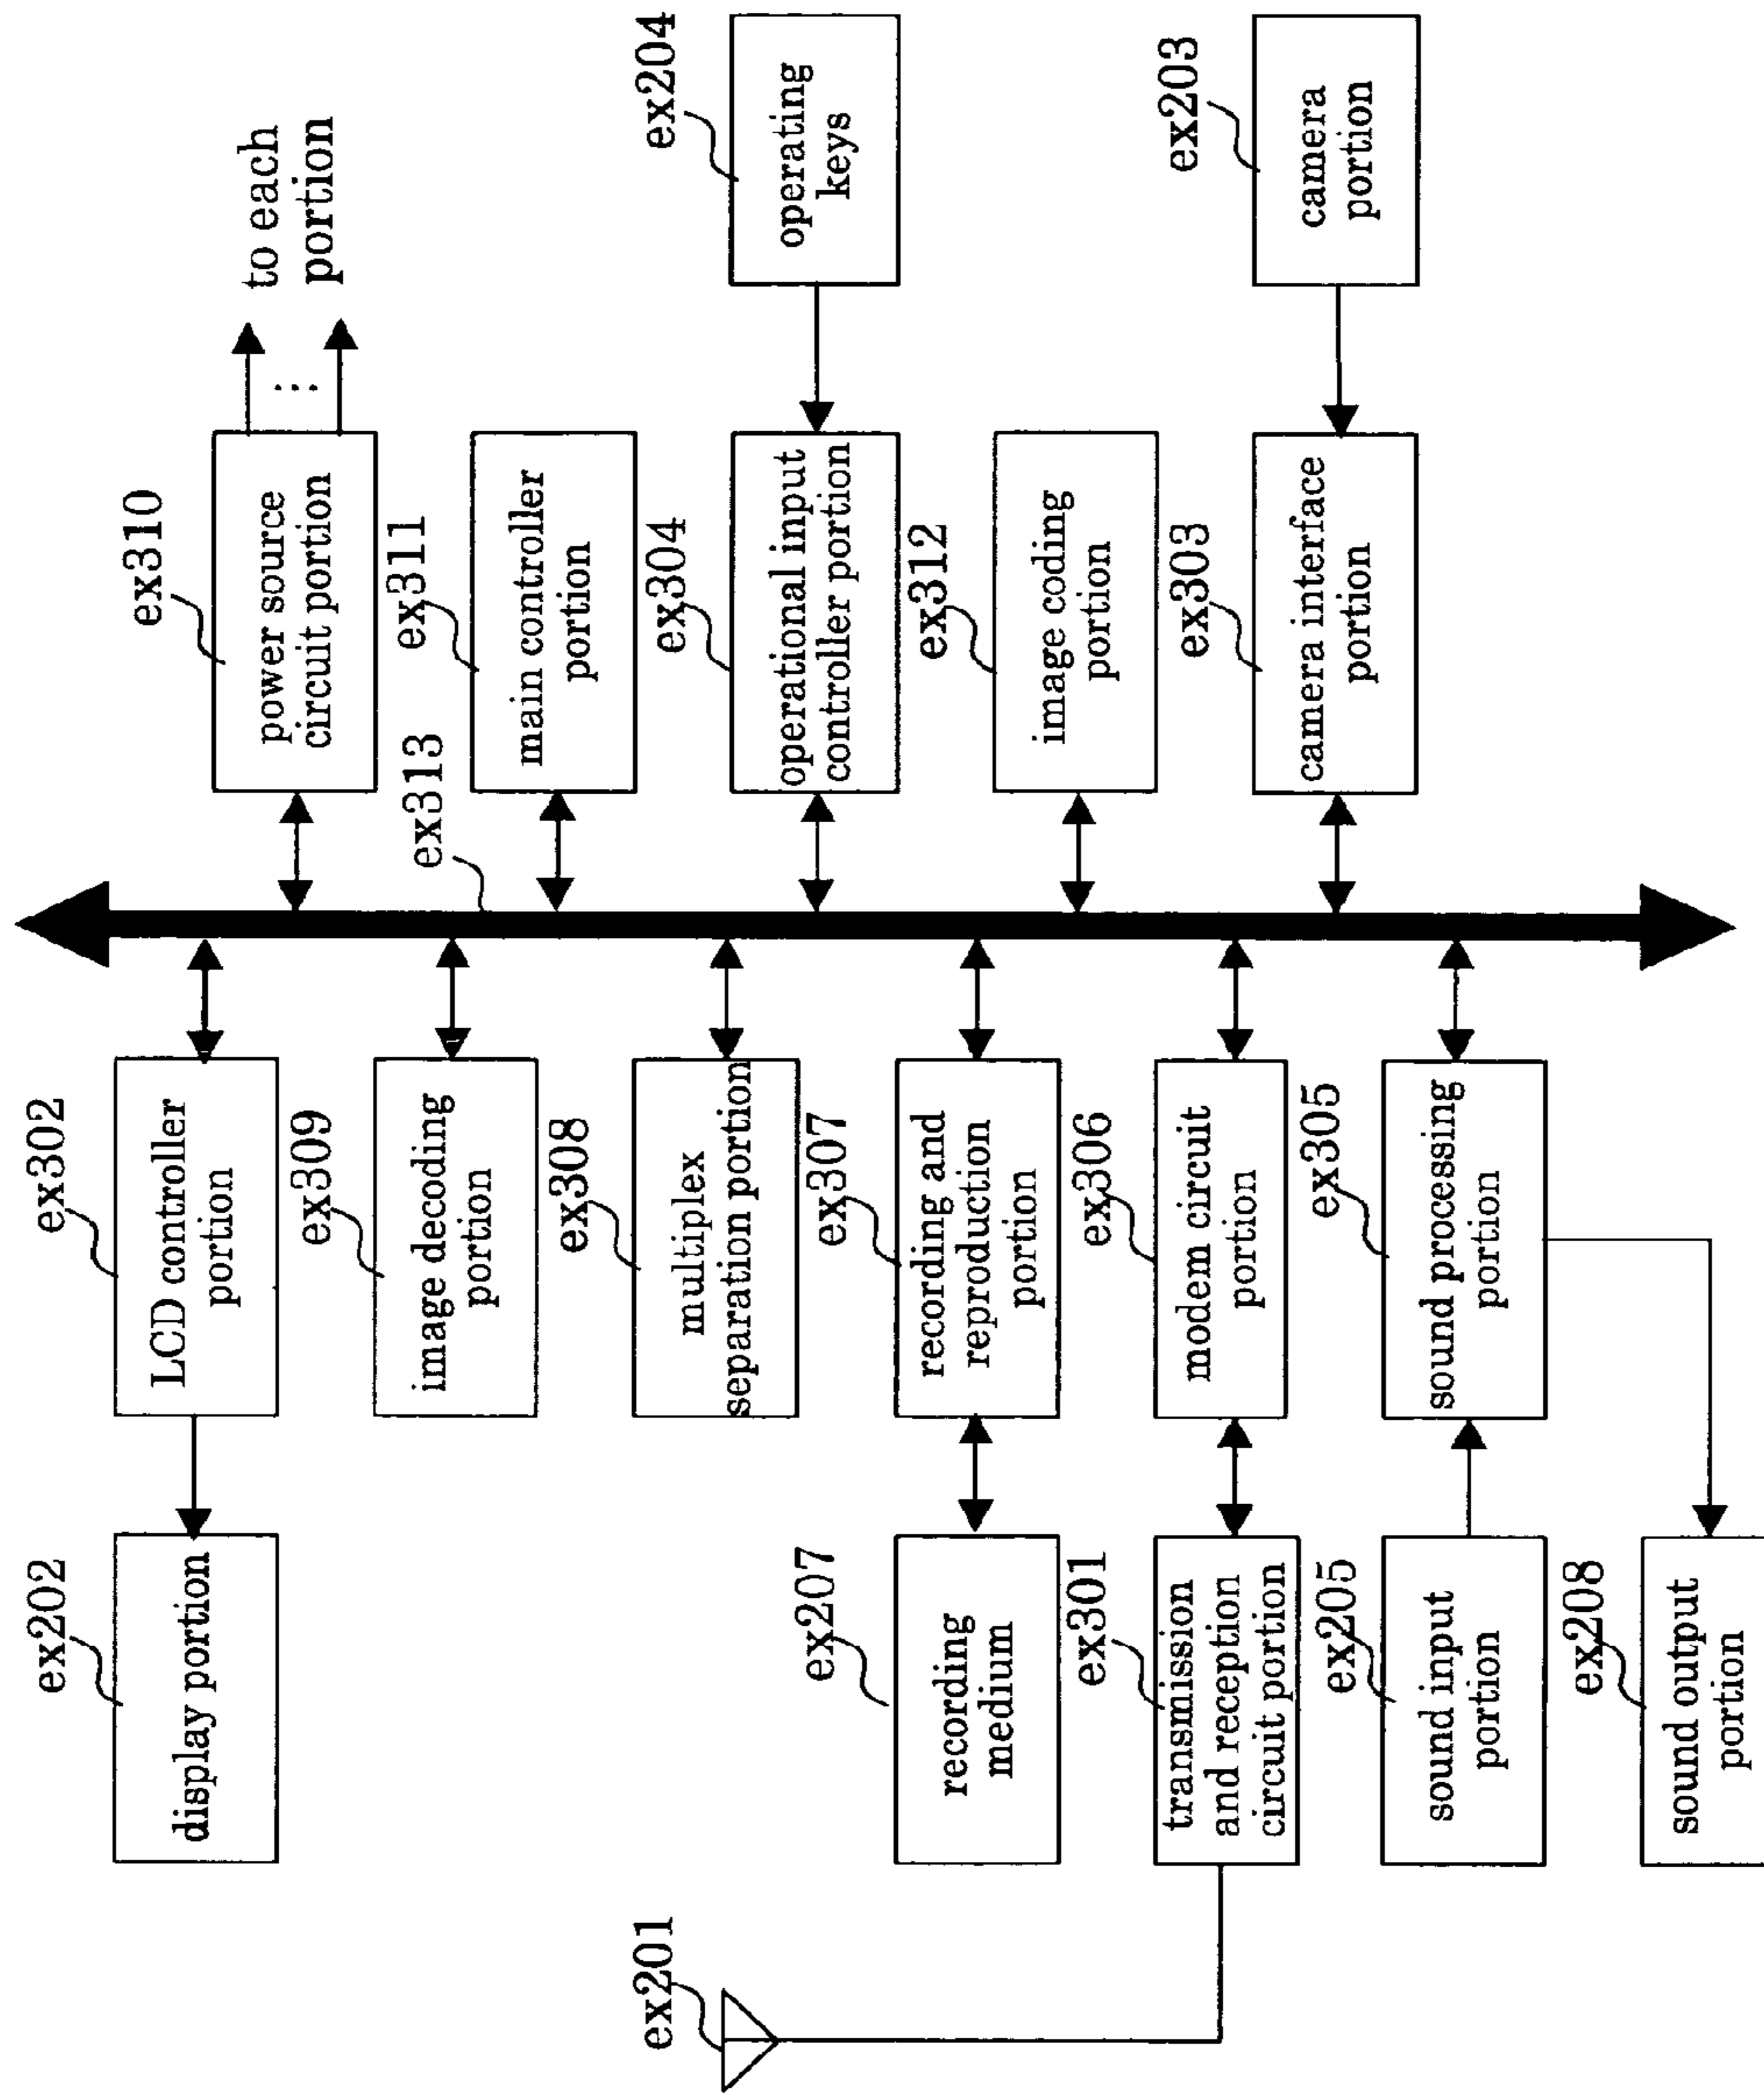 ex201
ex202
display portion
ex207
recording
medium
ex301
transmission
and reception
circuit portion
ex205
sound input
portion
ex208
sound output
portion
ex302
LCD controller
portion
ex309
image decoding
portion
ex308
multiplex
separation portion
ex307
recording and
reproduction
portion
ex306
modem circuit
portion
ex305
sound processing
portion
ex313
ex310
power source
circuit portion
ex311
main controller
portion
ex304
operational input
controller portion
ex312
image coding
portion
ex303
camera interface
portion
to each
portion
ex204
operating
keys
ex203
camera
portion